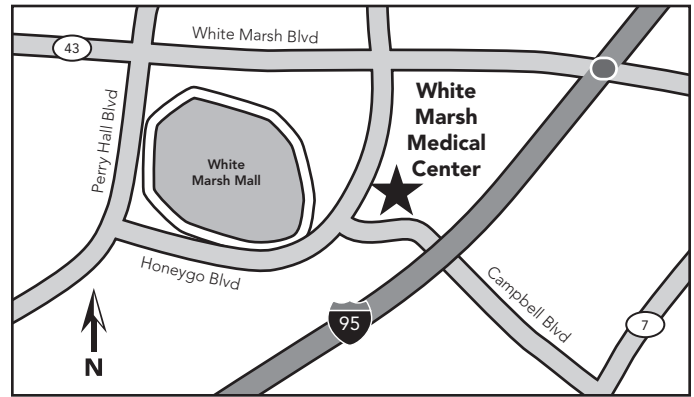 White Marsh Blvd
43
Perry Hall Blvd
White
Marsh
Medical
Center
White
Marsh Mall
Honeygo Blvd
Campbell Blvd
95
7
N